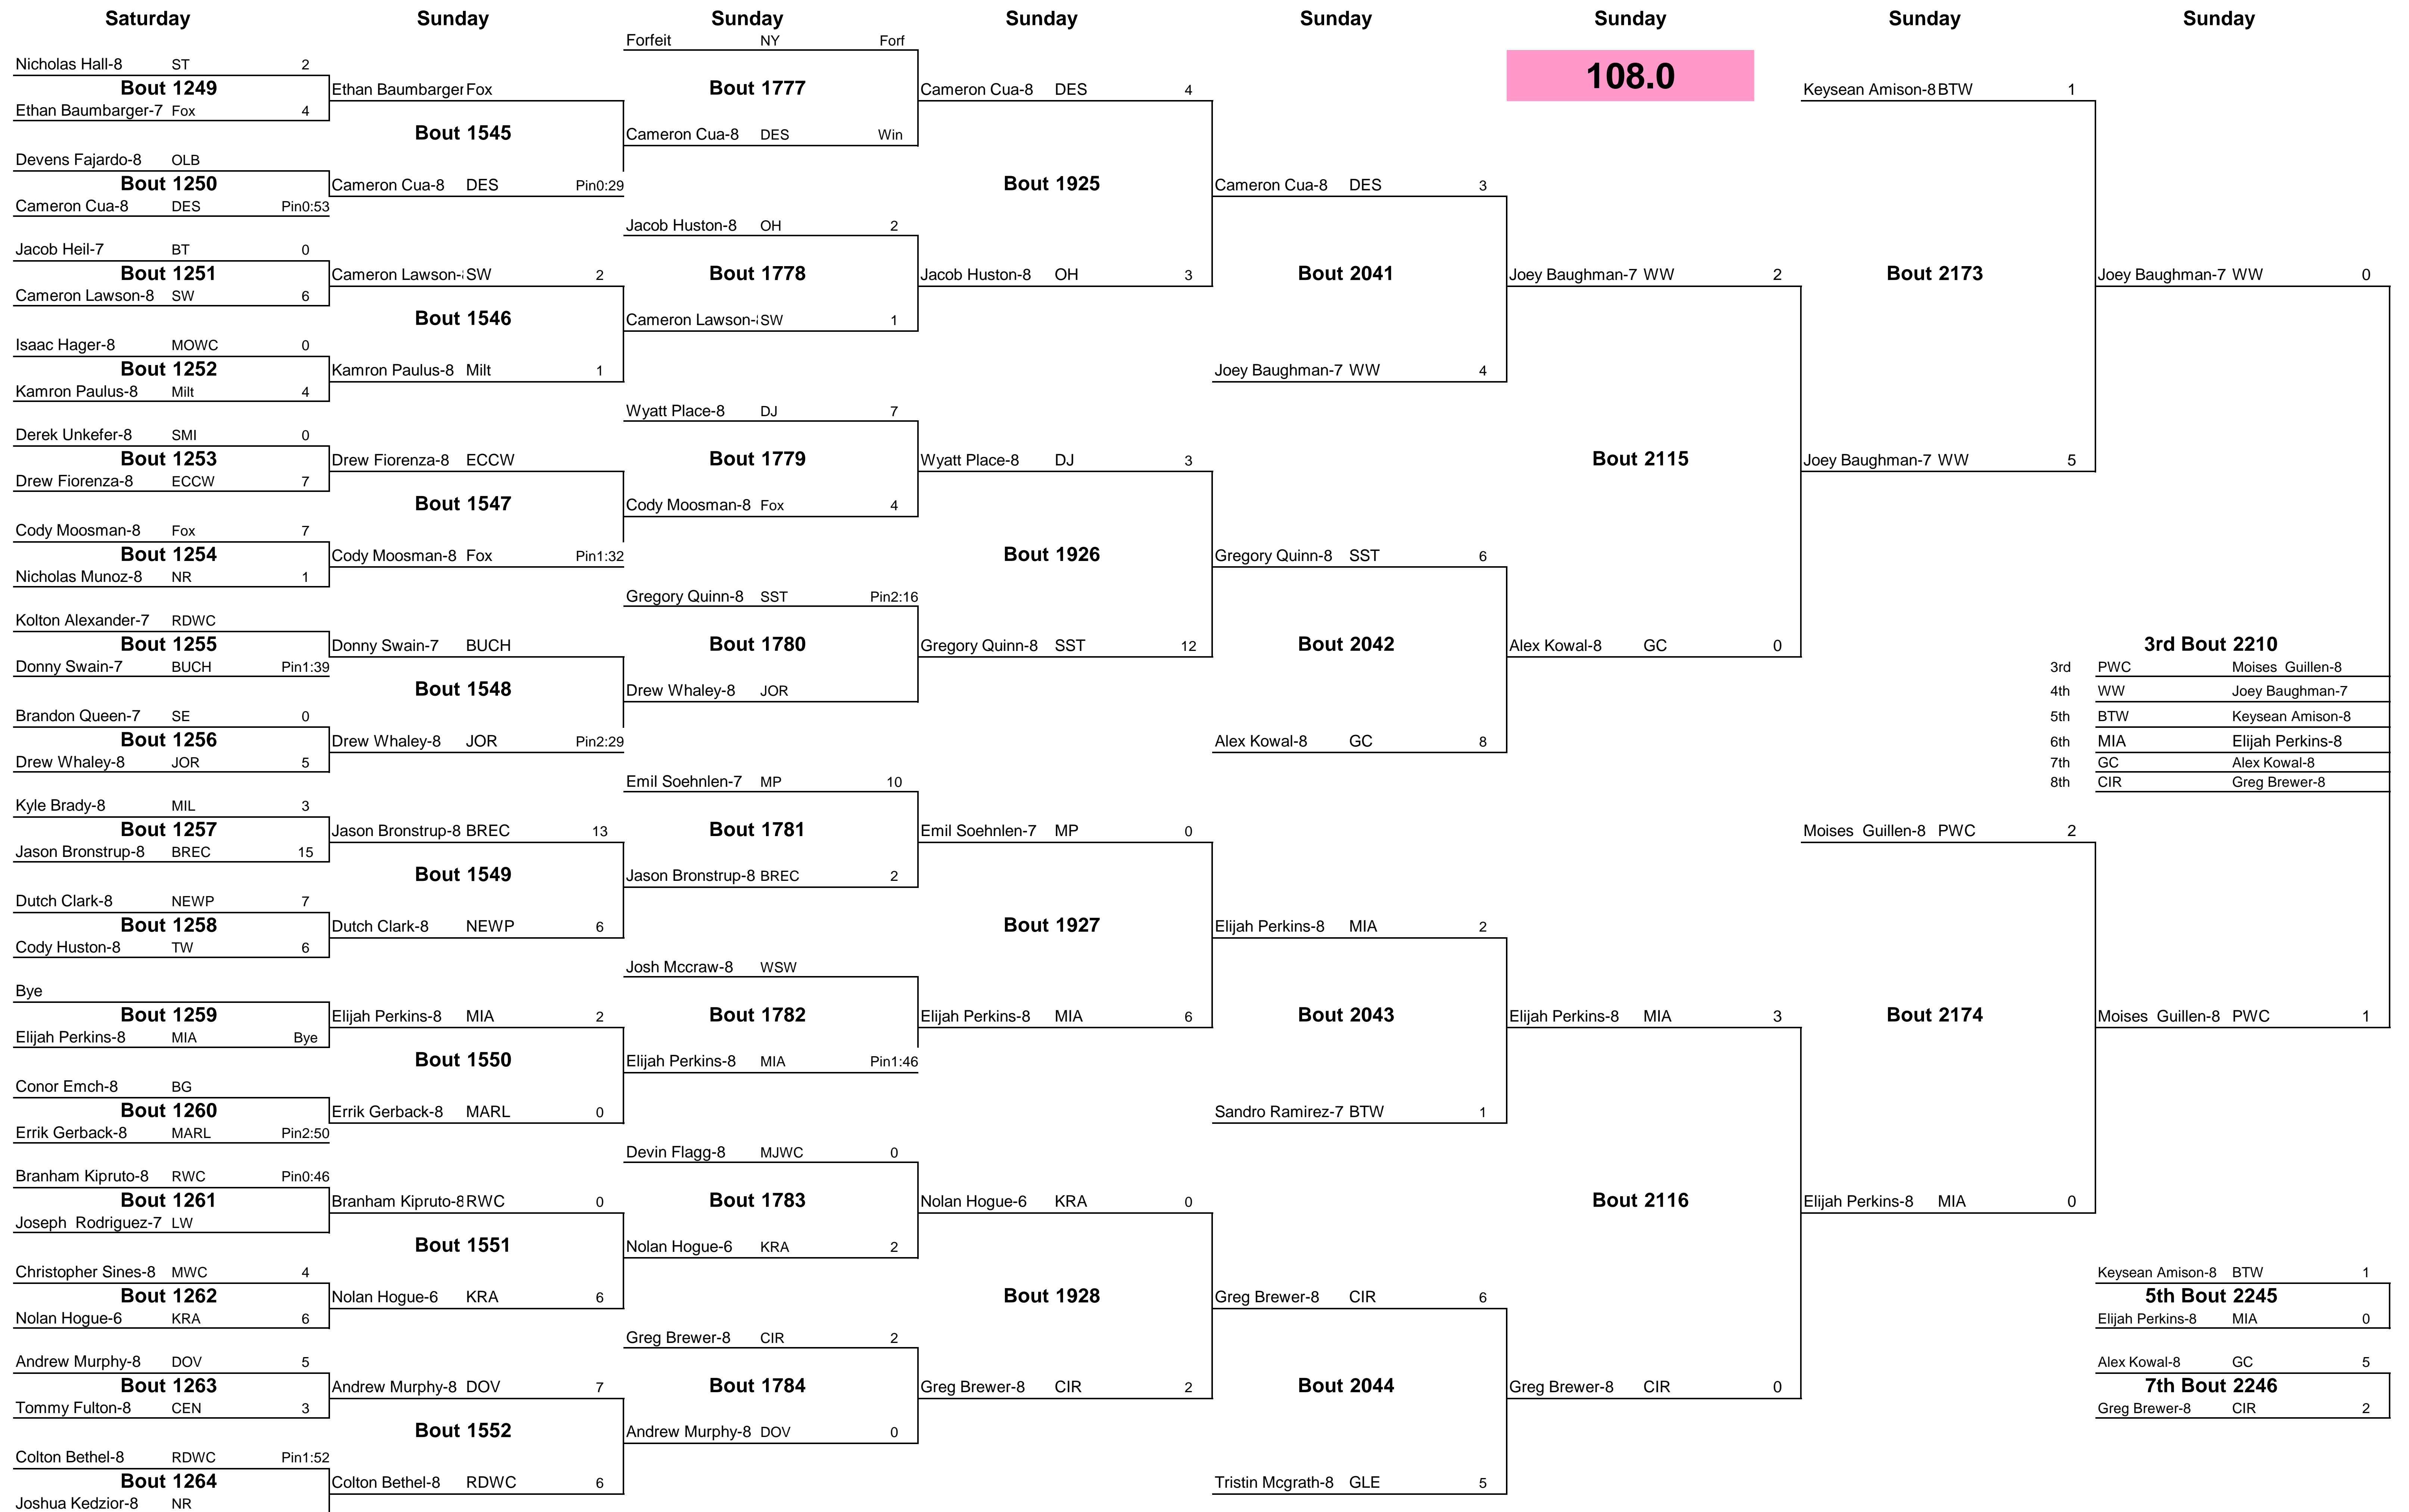 Saturday Sunday Sunday Sunday Sunday Sunday Sunday Sunday
108.0
Nicholas Hall-8 ST 2
Bout 1249
Ethan Baumbarger-7 Fox 4
Devens Fajardo-8 OLB
Bout 1250
Cameron Cua-8 DES Pin0:53
Jacob Heil-7 BT 0
Bout 1251
Cameron Lawson-8 SW 6
Isaac Hager-8 MOWC 0
Bout 1252
Kamron Paulus-8 Milt 4
Derek Unkefer-8 SMI 0
Bout 1253
Drew Fiorenza-8 ECCW 7
Cody Moosman-8 Fox 7
Bout 1254
Nicholas Munoz-8 NR 1
Kolton Alexander-7 RDWC
Bout 1255
Donny Swain-7 BUCH Pin1:39
Brandon Queen-7 SE 0
Bout 1256
Drew Whaley-8 JOR 5
Kyle Brady-8 MIL 3
Bout 1257
Jason Bronstrup-8 BREC 15
Dutch Clark-8 NEWP 7
Bout 1258
Cody Huston-8 TW 6
Bye
Bout 1259
Elijah Perkins-8 MIA Bye
Conor Emch-8 BG
Bout 1260
Errik Gerback-8 MARL Pin2:50
Branham Kipruto-8 RWC Pin0:46
Bout 1261
Joseph Rodriguez-7 LW
Christopher Sines-8 MWC 4
Bout 1262
Nolan Hogue-6 KRA 6
Andrew Murphy-8 DOV 5
Bout 1263
Tommy Fulton-8 CEN 3
Colton Bethel-8 RDWC Pin1:52
Bout 1264
Joshua Kedzior-8 NR
Ethan Baumbarger Fox
Bout 1545
Cameron Cua-8 DES Pin0:29
Cameron Lawson- SW 2
Bout 1546
Kamron Paulus-8 Milt 1
Drew Fiorenza-8 ECCW
Bout 1547
Cody Moosman-8 Fox Pin1:32
Donny Swain-7 BUCH
Bout 1548
Drew Whaley-8 JOR Pin2:29
Jason Bronstrup-8 BREC 13
Bout 1549
Dutch Clark-8 NEWP 6
Elijah Perkins-8 MIA 2
Bout 1550
Errik Gerback-8 MARL 0
Branham Kipruto-8 RWC 0
Bout 1551
Nolan Hogue-6 KRA 6
Andrew Murphy-8 DOV 7
Bout 1552
Colton Bethel-8 RDWC 6
Forfeit NY Forf
Bout 1777
Cameron Cua-8 DES Win
Jacob Huston-8 OH 2
Bout 1778
Cameron Lawson- SW 1
Wyatt Place-8 DJ 7
Bout 1779
Cody Moosman-8 Fox 4
Gregory Quinn-8 SST Pin2:16
Bout 1780
Drew Whaley-8 JOR
Emil Soehnlen-7 MP 10
Bout 1781
Jason Bronstrup-8 BREC 2
Josh Mccraw-8 WSW
Bout 1782
Elijah Perkins-8 MIA Pin1:46
Devin Flagg-8 MJWC 0
Bout 1783
Nolan Hogue-6 KRA 2
Greg Brewer-8 CIR 2
Bout 1784
Andrew Murphy-8 DOV 0
Cameron Cua-8 DES 4
Bout 1925
Jacob Huston-8 OH 3
Wyatt Place-8 DJ 3
Bout 1926
Gregory Quinn-8 SST 12
Emil Soehnlen-7 MP 0
Bout 1927
Elijah Perkins-8 MIA 6
Nolan Hogue-6 KRA 0
Bout 1928
Greg Brewer-8 CIR 2
Cameron Cua-8 DES 3
Bout 2041
Joey Baughman-7 WW 4
Gregory Quinn-8 SST 6
Bout 2042
Alex Kowal-8 GC 8
Elijah Perkins-8 MIA 2
Bout 2043
Sandro Ramirez-7 BTW 1
Greg Brewer-8 CIR 6
Bout 2044
Tristin Mcgrath-8 GLE 5
Joey Baughman-7 WW 2
Bout 2115
Alex Kowal-8 GC 0
Elijah Perkins-8 MIA 3
Bout 2116
Greg Brewer-8 CIR 0
Keysean Amison-8 BTW 1
Bout 2173
Joey Baughman-7 WW 5
Moises Guillen-8 PWC 2
Bout 2174
Elijah Perkins-8 MIA 0
Joey Baughman-7 WW 0
3rd Bout 2210
3rd PWC Moises Guillen-8
4th WW Joey Baughman-7
5th BTW Keysean Amison-8
6th MIA Elijah Perkins-8
7th GC Alex Kowal-8
8th CIR Greg Brewer-8
Moises Guillen-8 PWC 1
Keysean Amison-8 BTW 1
5th Bout 2245
Elijah Perkins-8 MIA 0
Alex Kowal-8 GC 5
7th Bout 2246
Greg Brewer-8 CIR 2